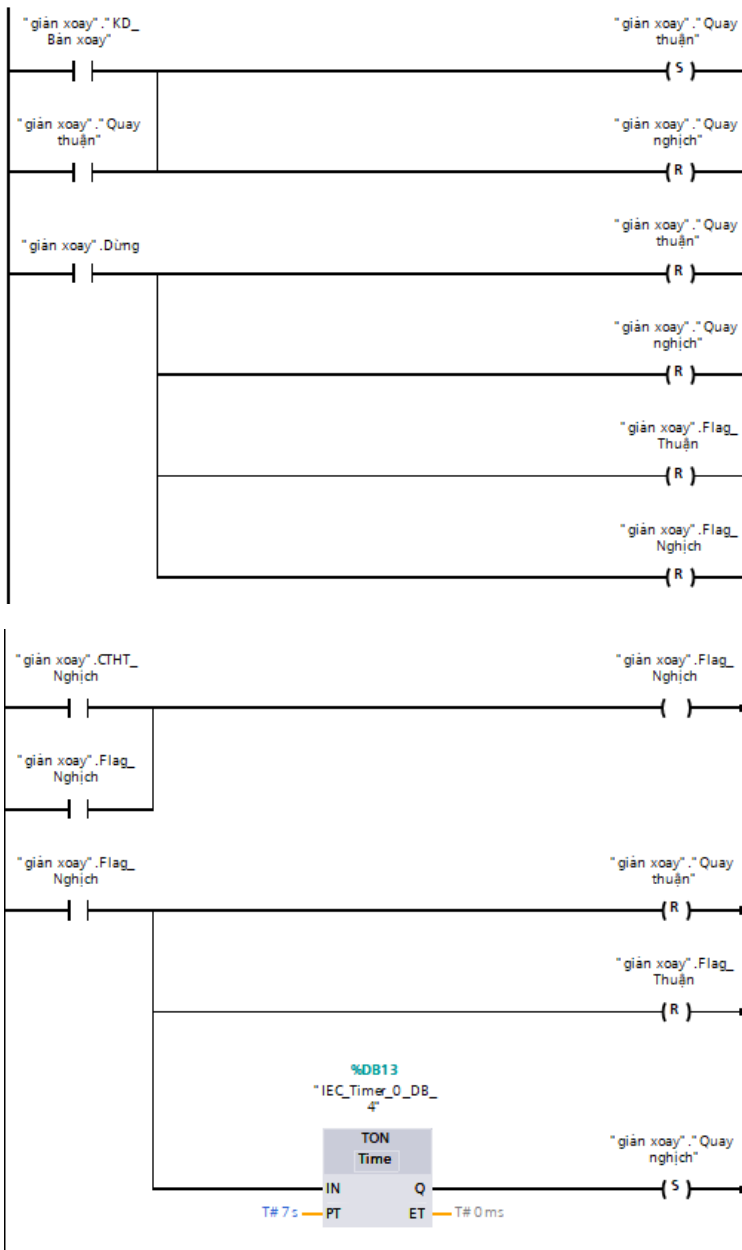 "giàn xoay"."KD_
Bàn xoay"
"giàn xoay"."Quay
thuận"
S
"giàn xoay"."Quay
thuận"
"giàn xoay"."Quay
nghịch"
R
"giàn xoay".Dừng
"giàn xoay"."Quay
thuận"
R
"giàn xoay"."Quay
nghịch"
R
"giàn xoay".Flag_
Thuận
R
"giàn xoay".Flag_
Nghịch
R
"giàn xoay".CTHT_
Nghịch
"giàn xoay".Flag_
Nghịch
"giàn xoay".Flag_
Nghịch
"giàn xoay".Flag_
Nghịch
"giàn xoay"."Quay
thuận"
R
"giàn xoay".Flag_
Thuận
R
%DB13
"IEC_Timer_0_DB_
4"
TON
Time
IN Q
T#7s PT ET T#0ms
"giàn xoay"."Quay
nghịch"
S